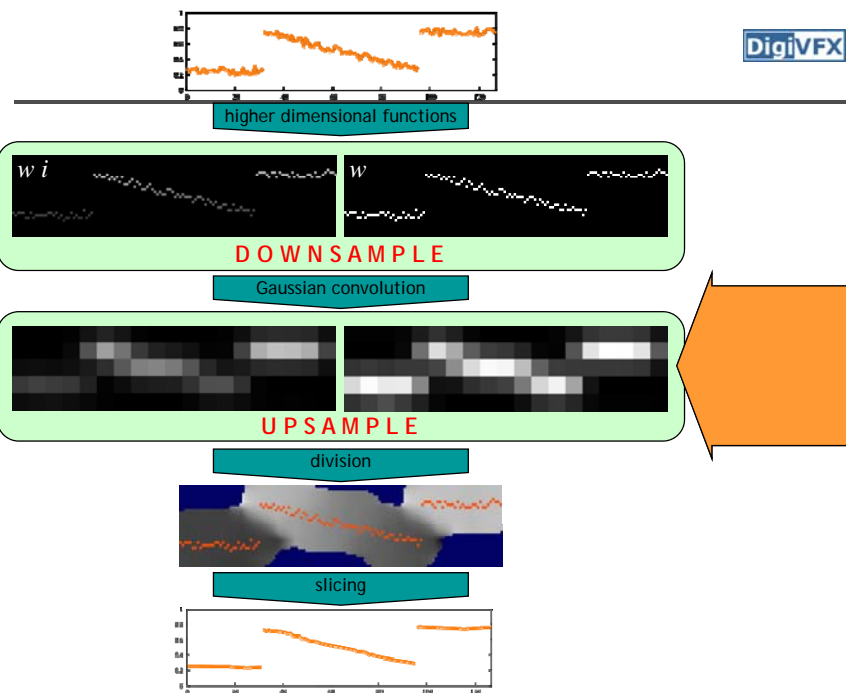 DigiVFX
higher dimensional functions
w i
w
DOWNSAMPLE
Gaussian convolution
UPSAMPLE
division
slicing